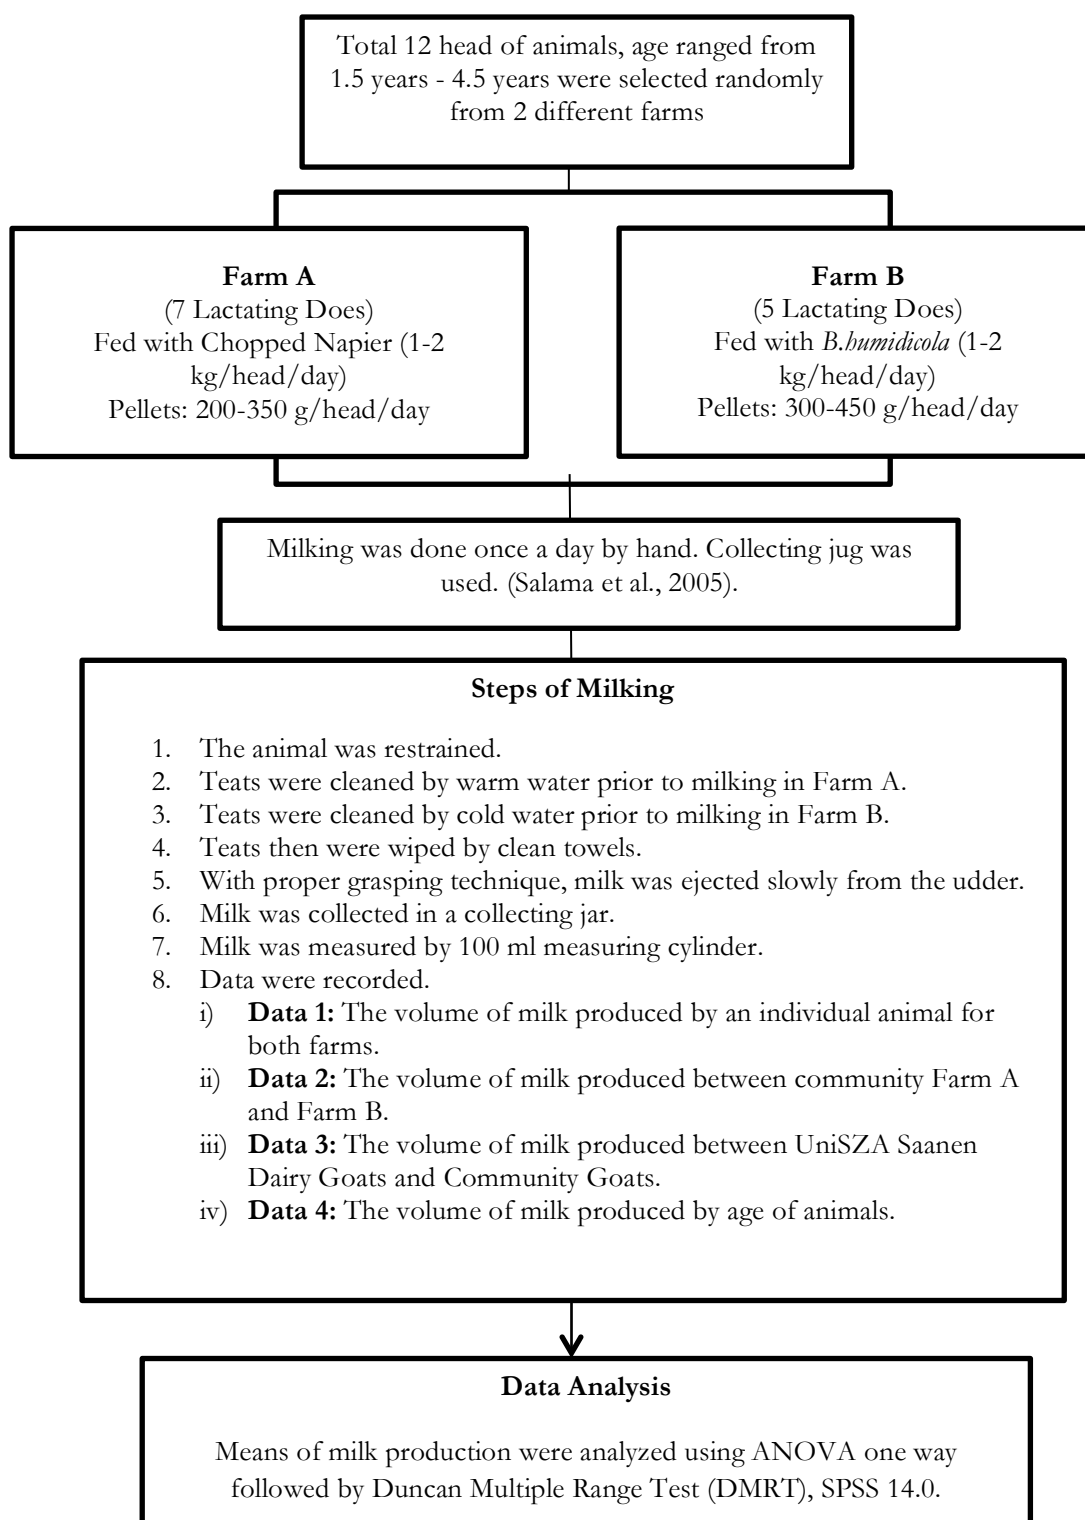 Total 12 head of animals, age ranged from
1.5 years - 4.5 years were selected randomly
from 2 different farms
Farm A
(7 Lactating Does)
Fed with Chopped Napier (1-2
kg/head/day)
Pellets: 200-350 g/head/day
Farm B
(5 Lactating Does)
Fed with B.humidicola (1-2
kg/head/day)
Pellets: 300-450 g/head/day
Milking was done once a day by hand. Collecting jug was
used. (Salama et al., 2005).
Steps of Milking
1. The animal was restrained.
2. Teats were cleaned by warm water prior to milking in Farm A.
3. Teats were cleaned by cold water prior to milking in Farm B.
4. Teats then were wiped by clean towels.
5. With proper grasping technique, milk was ejected slowly from the udder.
6. Milk was collected in a collecting jar.
7. Milk was measured by 100 ml measuring cylinder.
8. Data were recorded.
i) Data 1: The volume of milk produced by an individual animal for
both farms.
ii) Data 2: The volume of milk produced between community Farm A
and Farm B.
iii) Data 3: The volume of milk produced between UniSZA Saanen
Dairy Goats and Community Goats.
iv) Data 4: The volume of milk produced by age of animals.
Data Analysis
Means of milk production were analyzed using ANOVA one way
followed by Duncan Multiple Range Test (DMRT), SPSS 14.0.